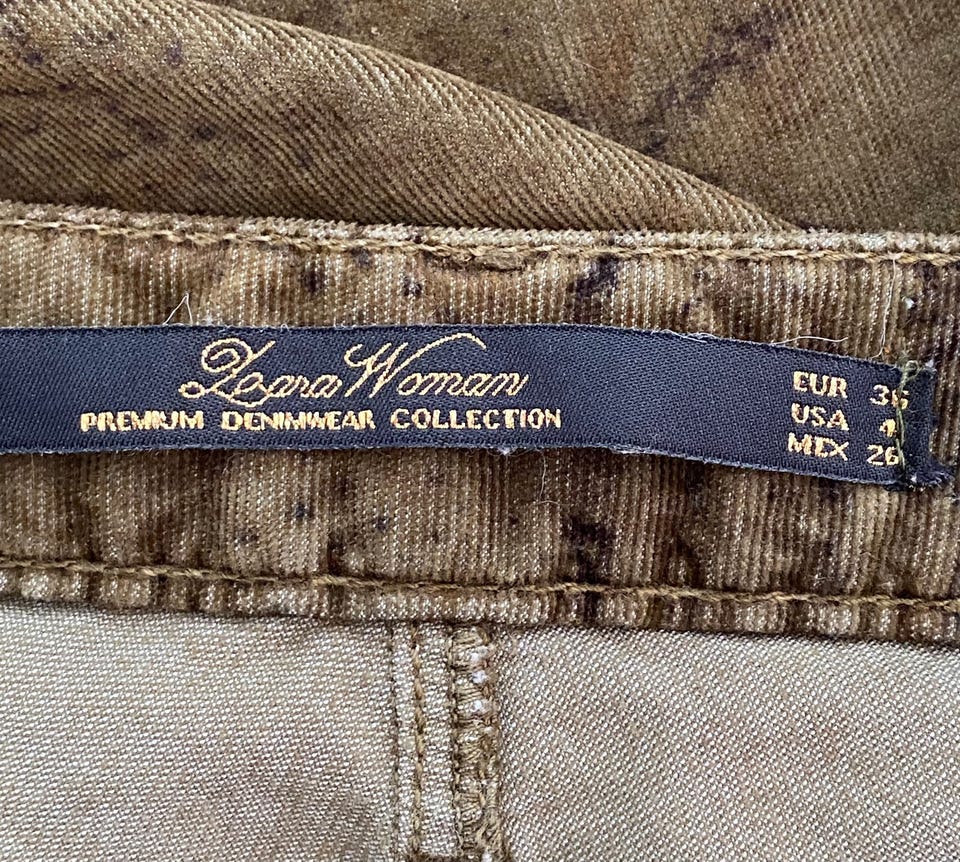 Zara Woman
PREMIUM DENIMWEAR COLLECTION
EUR 36
USA 4
MEX 26